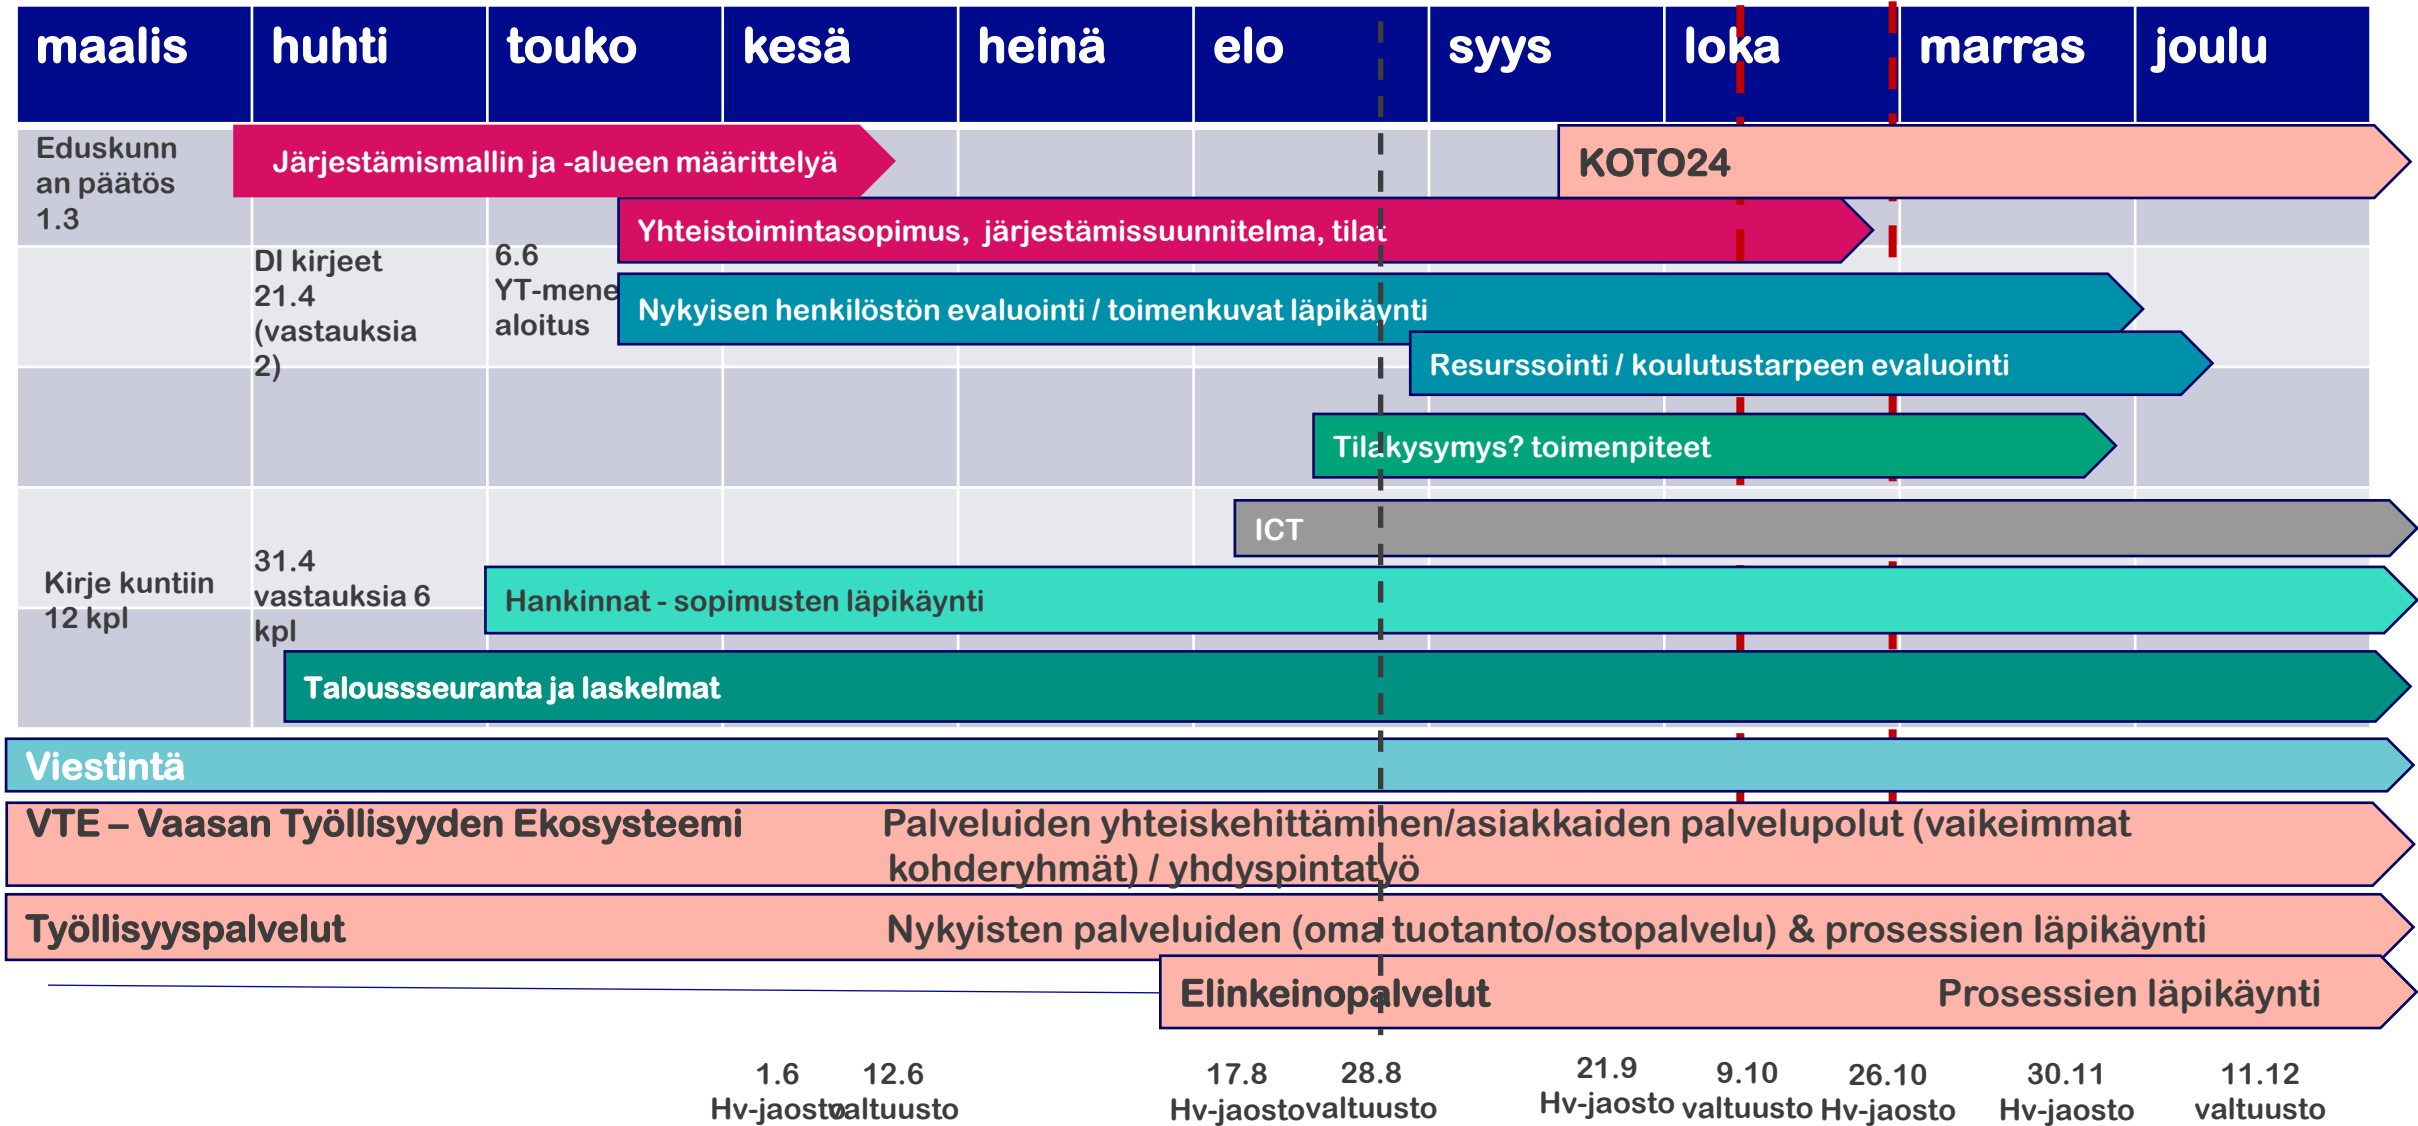 maalis huhti touko kesä heinä elo syys loka marras joulu
Eduskunn
an päätös
1.3
Järjestämismallin ja -alueen määrittelyä
KOTO24
Yhteistoimintasopimus, järjestämissuunnitelma, tilat
DI kirjeet
21.4
(vastauksia
2)
6.6
YT-mene
aloitus
Nykyisen henkilöstön evaluointi / toimenkuvat läpikäynti
Resurssointi / koulutustarpeen evaluointi
Tilakysymys? toimenpiteet
ICT
Kirje kuntiin
12 kpl
31.4
vastauksia 6
kpl
Hankinnat - sopimusten läpikäynti
Taloussseuranta ja laskelmat
Viestintä
VTE – Vaasan Työllisyyden Ekosysteemi Palveluiden yhteiskehittäminen/asiakkaiden palvelupolut (vaikeimmat
kohderyhmät) / yhdyspintatyö
Työllisyyspalvelut Nykyisten palveluiden (oma tuotanto/ostopalvelu) & prosessien läpikäynti
Elinkeinopalvelut Prosessien läpikäynti
1.6
Hv-jaosto
12.6
valtuusto
17.8
Hv-jaosto
28.8
valtuusto
21.9
Hv-jaosto
9.10
valtuusto
26.10
Hv-jaosto
30.11
Hv-jaosto
11.12
valtuusto